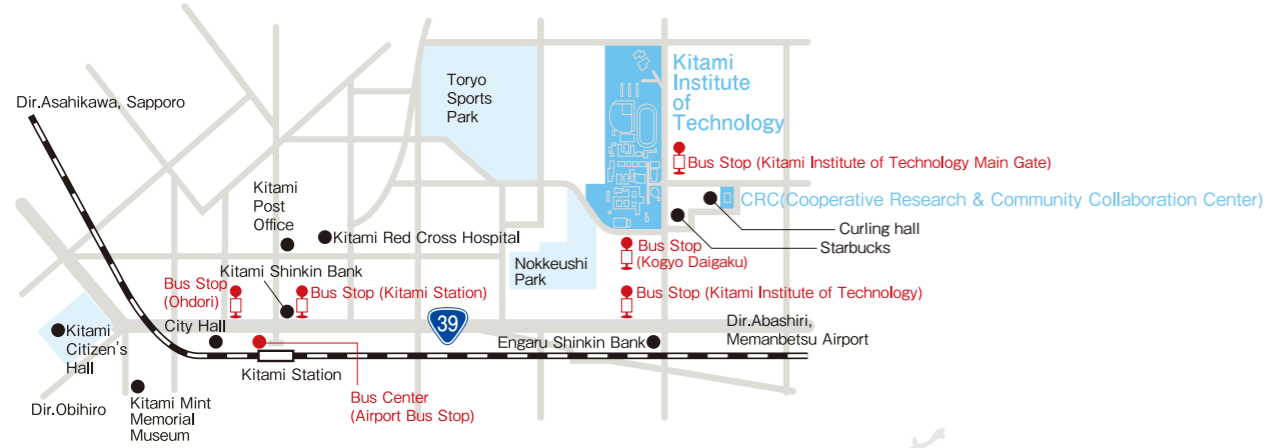 Dir.Asahikawa, Sapporo
Toryo
Sports
Park
Kitami
Institute
of
Technology
Bus Stop (Kitami Institute of Technology Main Gate)
CRC(Cooperative Research & Community Collaboration Center)
Curling hall
Starbucks
Kitami
Post
Office
Kitami Red Cross Hospital
Kitami Shinkin Bank
Bus Stop
(Ohdori)
Bus Stop (Kitami Station)
Nokkeushi
Park
Bus Stop
(Kogyo Daigaku)
Bus Stop (Kitami Institute of Technology)
City Hall
39
Engaru Shinkin Bank
Dir.Abashiri,
Memanbetsu Airport
Kitami
Citizen's
Hall
Kitami Station
Dir.Obihiro
Kitami Mint
Memorial
Museum
Bus Center
(Airport Bus Stop)